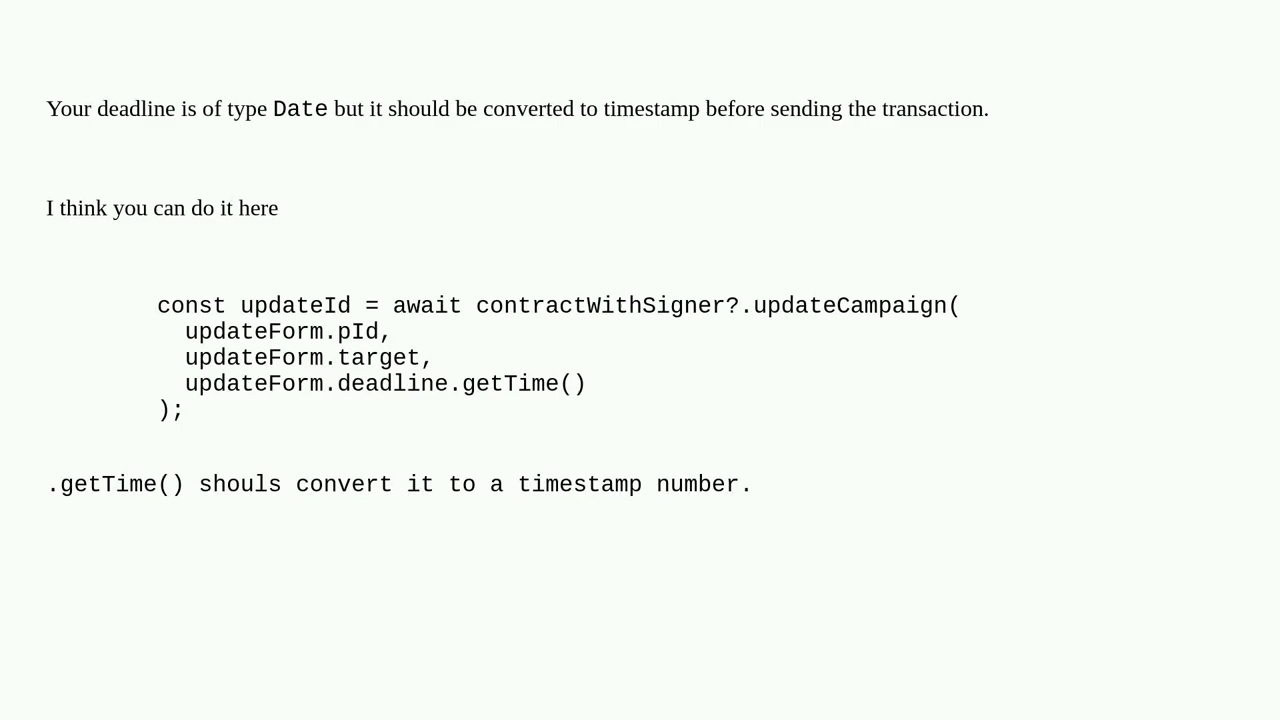 Your deadline is of type Date but it should be converted to timestamp before sending the transaction.
I think you can do it here
const updateId = await contractWithSigner?.updateCampaign(
updateForm.pId,
updateForm.target,
updateForm.deadline.getTime()
);
.getTime() shouls convert it to a timestamp number.